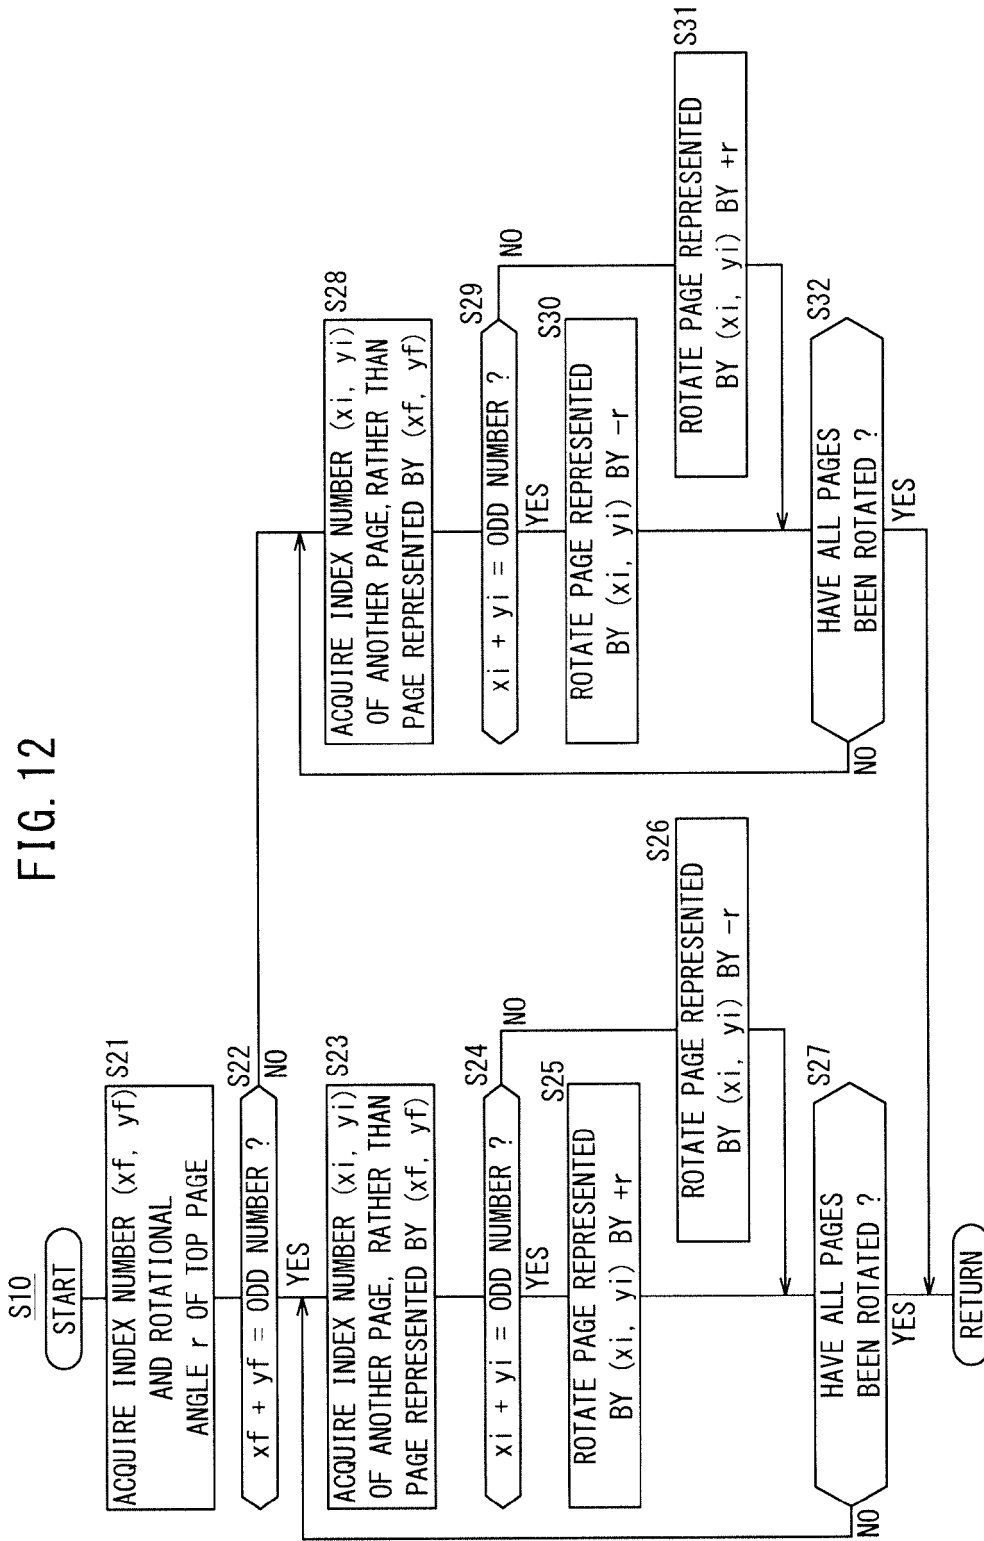 FIG. 12
S10
START
S21
ACQUIRE INDEX NUMBER (xf, yf)
AND ROTATIONAL
ANGLE r OF TOP PAGE
S22
xf + yf = ODD NUMBER ?
NO
YES
S23
ACQUIRE INDEX NUMBER (xi, yi)
OF ANOTHER PAGE, RATHER THAN
PAGE REPRESENTED BY (xf, yf)
S24
xi + yi = ODD NUMBER ?
NO
YES
S25
ROTATE PAGE REPRESENTED
BY (xi, yi) BY +r
S26
ROTATE PAGE REPRESENTED
BY (xi, yi) BY -r
S27
HAVE ALL PAGES
BEEN ROTATED ?
NO
YES
S28
ACQUIRE INDEX NUMBER (xi, yi)
OF ANOTHER PAGE, RATHER THAN
PAGE REPRESENTED BY (xf, yf)
S29
xi + yi = ODD NUMBER ?
NO
YES
S30
ROTATE PAGE REPRESENTED
BY (xi, yi) BY -r
S31
ROTATE PAGE REPRESENTED
BY (xi, yi) BY +r
S32
HAVE ALL PAGES
BEEN ROTATED ?
NO
YES
RETURN